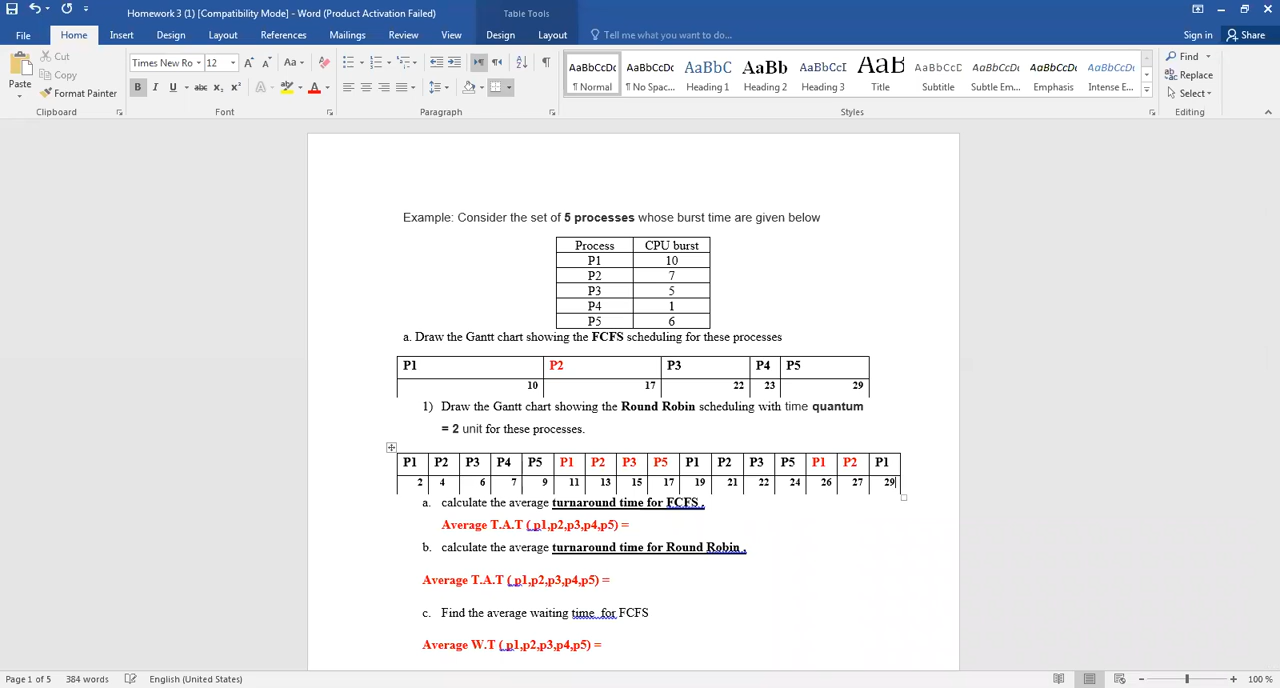 Homework 3 (1) [Compatibility Mode] - Word (Product Activation Failed)
Table Tools
File Home Insert Design Layout References Mailings Review View Design Layout Tell me what you want to do... Sign in Share
Paste
Cut
Copy
Format Painter
Times New Ro 12
Aa
B I U abc x₂ x² A A
AaBbCcDc AaBbCcDc AaBbC AaBb AaBbCcI AaB AaBbCcD AaBbCcDc AaBbCcDc AaBbCcDc
¶ Normal ¶ No Spac... Heading 1 Heading 2 Heading 3 Title Subtitle Subtle Em... Emphasis Intense E...
Find
Replace
Select
Clipboard Font Paragraph Styles Editing
Example: Consider the set of 5 processes whose burst time are given below
Process CPU burst
P1 10
P2 7
P3 5
P4 1
P5 6
a. Draw the Gantt chart showing the FCFS scheduling for these processes
P1 P2 P3 P4 P5
10 17 22 23 29
1) Draw the Gantt chart showing the Round Robin scheduling with time quantum
= 2 unit for these processes.
P1 P2 P3 P4 P5 P1 P2 P3 P5 P1 P2 P3 P5 P1 P2 P1
2 4 6 7 9 11 13 15 17 19 21 22 24 26 27 29
a. calculate the average turnaround time for FCFS .
Average T.A.T ( p1,p2,p3,p4,p5) =
b. calculate the average turnaround time for Round Robin .
Average T.A.T ( p1,p2,p3,p4,p5) =
c. Find the average waiting time for FCFS
Average W.T ( p1,p2,p3,p4,p5) =
Page 1 of 5 384 words English (United States) 100 %